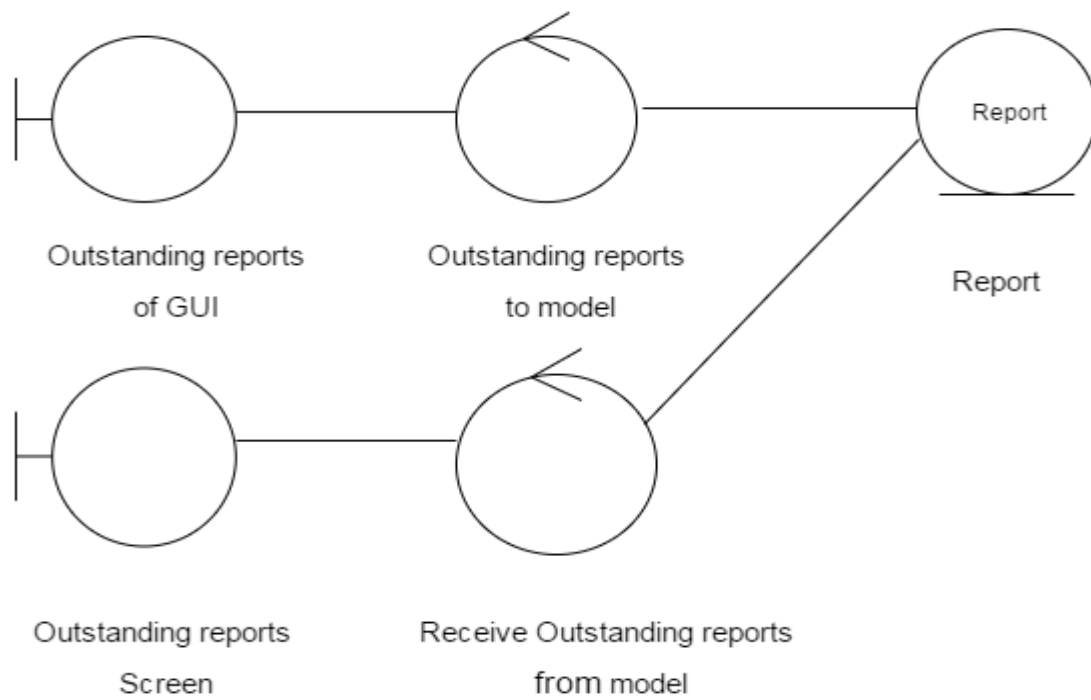 Report
Outstanding reports
of GUI
Outstanding reports
to model
Report
Outstanding reports
Screen
Receive Outstanding reports
from model